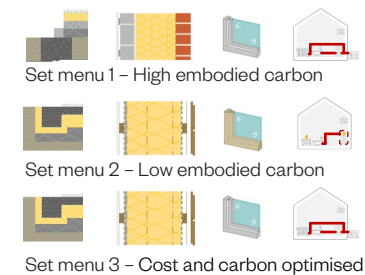 Set menu 1 – High embodied carbon
Set menu 2 – Low embodied carbon
Set menu 3 – Cost and carbon optimised